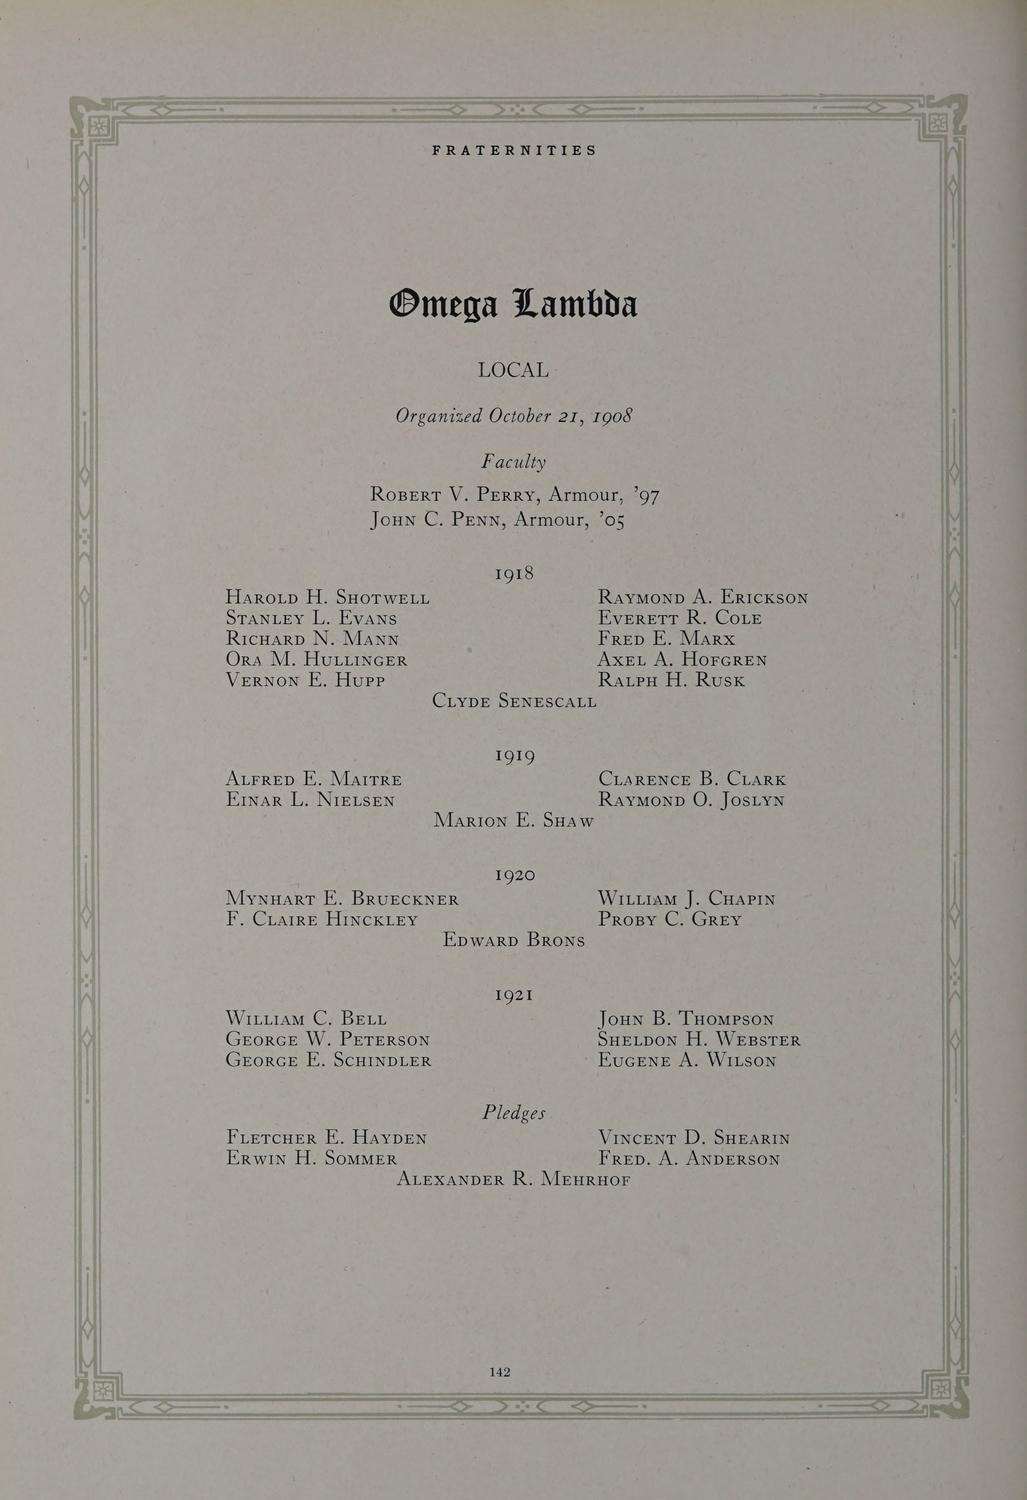 FRATERNITIES
Omega Lambda
LOCAL
Organized October 21, 1908
Faculty
ROBERT V. PERRY, Armour, '97
JOHN C. PENN, Armour, '05
1918
HAROLD H. SHOTWELL RAYMOND A. ERICKSON
STANLEY L. EVANS EVERETT R. COLE
RICHARD N. MANN FRED E. MARX
ORA M. HULLINGER AXEL A. HOFGREN
VERNON E. HUPP RALPH H. RUSK
CLYDE SENESCALL
1919
ALFRED E. MAITRE CLARENCE B. CLARK
EINAR L. NIELSEN RAYMOND O. JOSLYN
MARION E. SHAW
1920
MYNHART E. BRUECKNER WILLIAM J. CHAPIN
F. CLAIRE HINCKLEY PROBY C. GREY
EDWARD BRONS
1921
WILLIAM C. BELL JOHN B. THOMPSON
GEORGE W. PETERSON SHELDON H. WEBSTER
GEORGE E. SCHINDLER EUGENE A. WILSON
Pledges
FLETCHER E. HAYDEN VINCENT D. SHEARIN
ERWIN H. SOMMER FRED. A. ANDERSON
ALEXANDER R. MEHRHOF
142